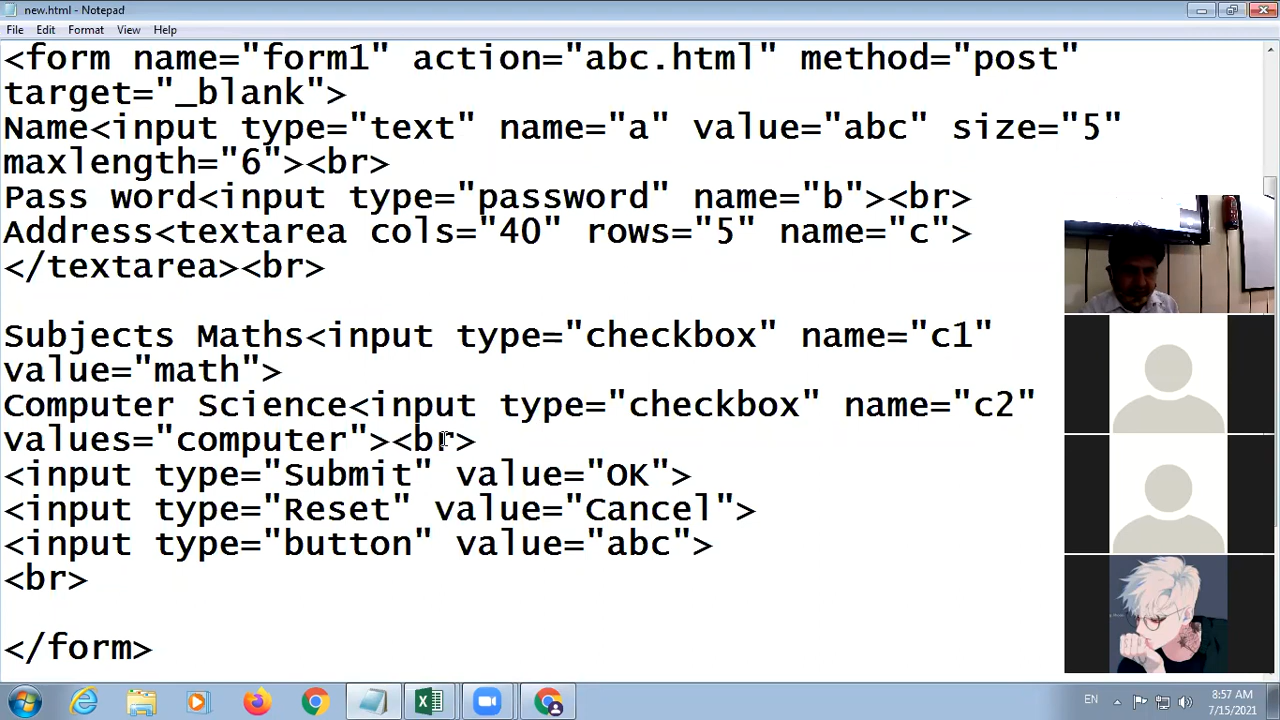 new.html - Notepad
File Edit Format View Help
<form name="form1" action="abc.html" method="post"
target="_blank">
Name<input type="text" name="a" value="abc" size="5"
maxlength="6"><br>
Pass word<input type="password" name="b"><br>
Address<textarea cols="40" rows="5" name="c">
</textarea><br>
Subjects Maths<input type="checkbox" name="c1"
value="math">
Computer Science<input type="checkbox" name="c2"
values="computer"><br>
<input type="Submit" value="OK">
<input type="Reset" value="Cancel">
<input type="button" value="abc">
<br>
</form>
EN
8:57 AM
7/15/2021